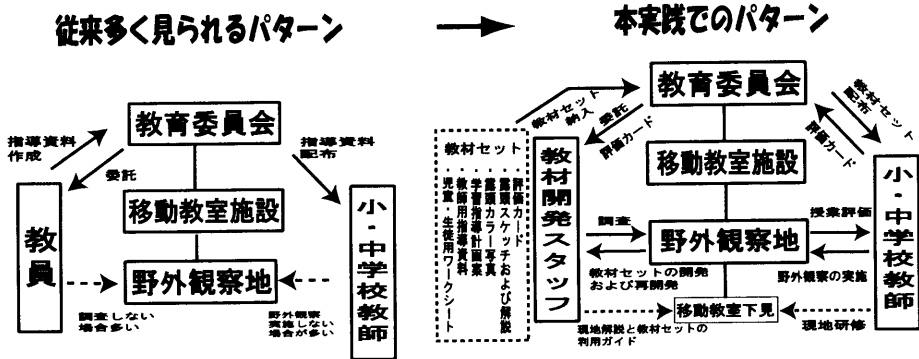 従来多く見られるパターン
本実践でのパターン
教育委員会
指導資料
作成
委託
指導資料
配布
移動教室施設
教員
野外観察地
小・中学校教師
調査しない
場合多い
野外観察
実施しない
場合が多い
教育委員会
教材セット
納入
委託
評価カード
教材セット
配布
評価カード
教材セット
・評価カード
・露頭スケッチおよび解説
・露頭カラー写真
・学習指導計画案
・教師用指導資料
・児童・生徒用ワークシート
教材開発スタッフ
移動教室施設
小・中学校教師
調査
野外観察地
授業評価
教材セットの開発
および再開発
野外観察の実施
移動教室下見
現地解説と教材セットの
利用ガイド
現地研修